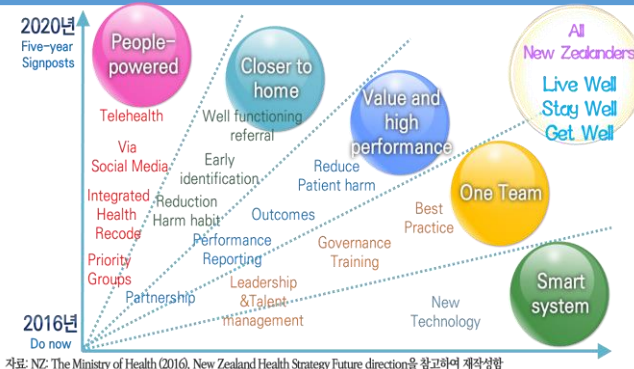 2020년
Five-year
Signposts
People-
powered
Closer to
home
Value and
high
performance
All
New Zealanders
Live Well
Stay Well
Get Well
One Team
Smart
system
Telehealth
Via
Social Media
Integrated
Health
Recode
Priority
Groups
Well functioning
referral
Early
identification
Reduction
Harm habit
Reduce
Patient harm
Outcomes
Performance
Reporting
Partnership
Best
Practice
Governance
Training
Leadership
&Talent
management
New
Technology
2016년
Do now
자료: NZ: The Ministry of Health (2016). New Zealand Health Strategy Future direction을 참고하여 재작성함